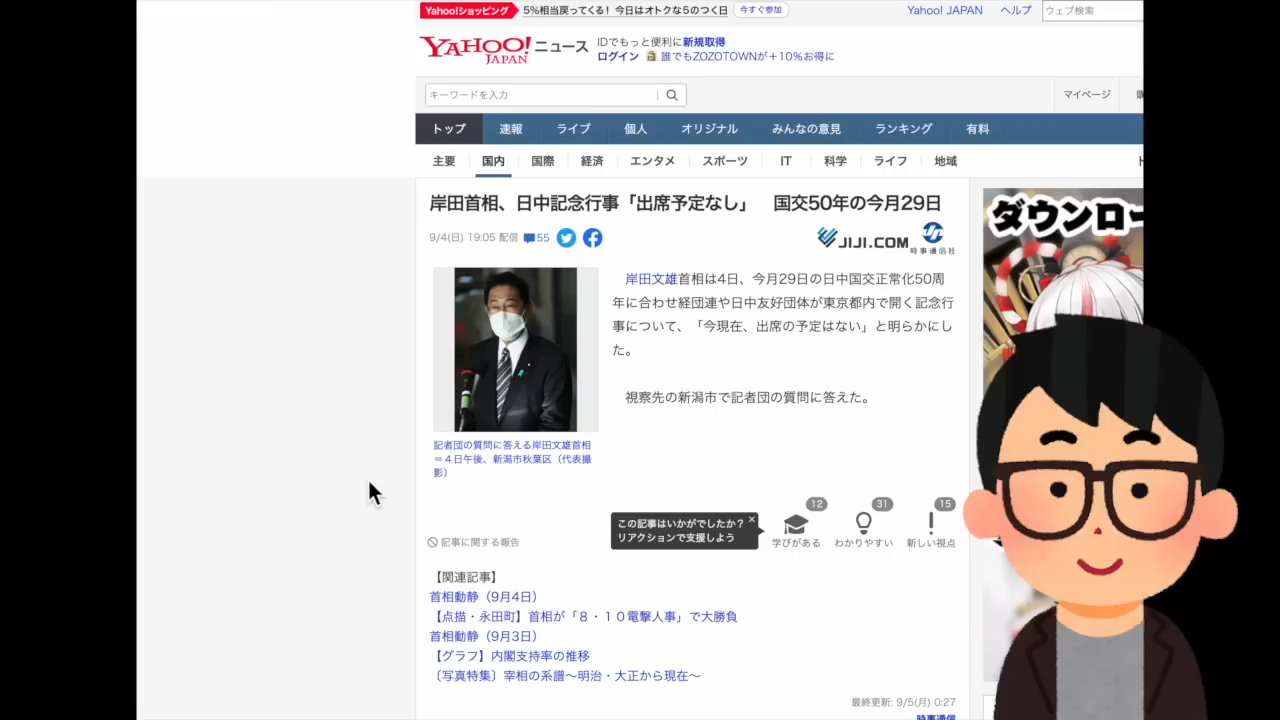 Yahoo!ショッピング 5%相当戻ってくる！今日はオトクな5のつく日 今すぐ参加 Yahoo! JAPAN ヘルプ ウェブ検索
YAHOO! JAPAN ニュース
IDでもっと便利に新規取得
ログイン 誰でもZOZOTOWNが＋10％お得に
キーワードを入力 マイページ 購
トップ 速報 ライブ 個人 オリジナル みんなの意見 ランキング 有料
主要 国内 国際 経済 エンタメ スポーツ IT 科学 ライフ 地域
岸田首相、日中記念行事「出席予定なし」 国交50年の今月29日
9/4(日) 19:05 配信 55
JIJI.COM 時事通信社
岸田文雄首相は4日、今月29日の日中国交正常化50周
年に合わせ経団連や日中友好団体が東京都内で開く記念行
事について、「今現在、出席の予定はない」と明らかにし
た。
視察先の新潟市で記者団の質問に答えた。
記者団の質問に答える岸田文雄首相
＝４日午後、新潟市秋葉区（代表撮
影）
ダウンロー
この記事はいかがでしたか？ ×
リアクションで支援しよう
12 31 15
学びがある わかりやすい 新しい視点
記事に関する報告
【関連記事】
首相動静（9月4日）
【点描・永田町】首相が「８・１０電撃人事」で大勝負
首相動静（9月3日）
【グラフ】内閣支持率の推移
〔写真特集〕宰相の系譜〜明治・大正から現在〜
最終更新: 9/5(月) 0:27
時事通信